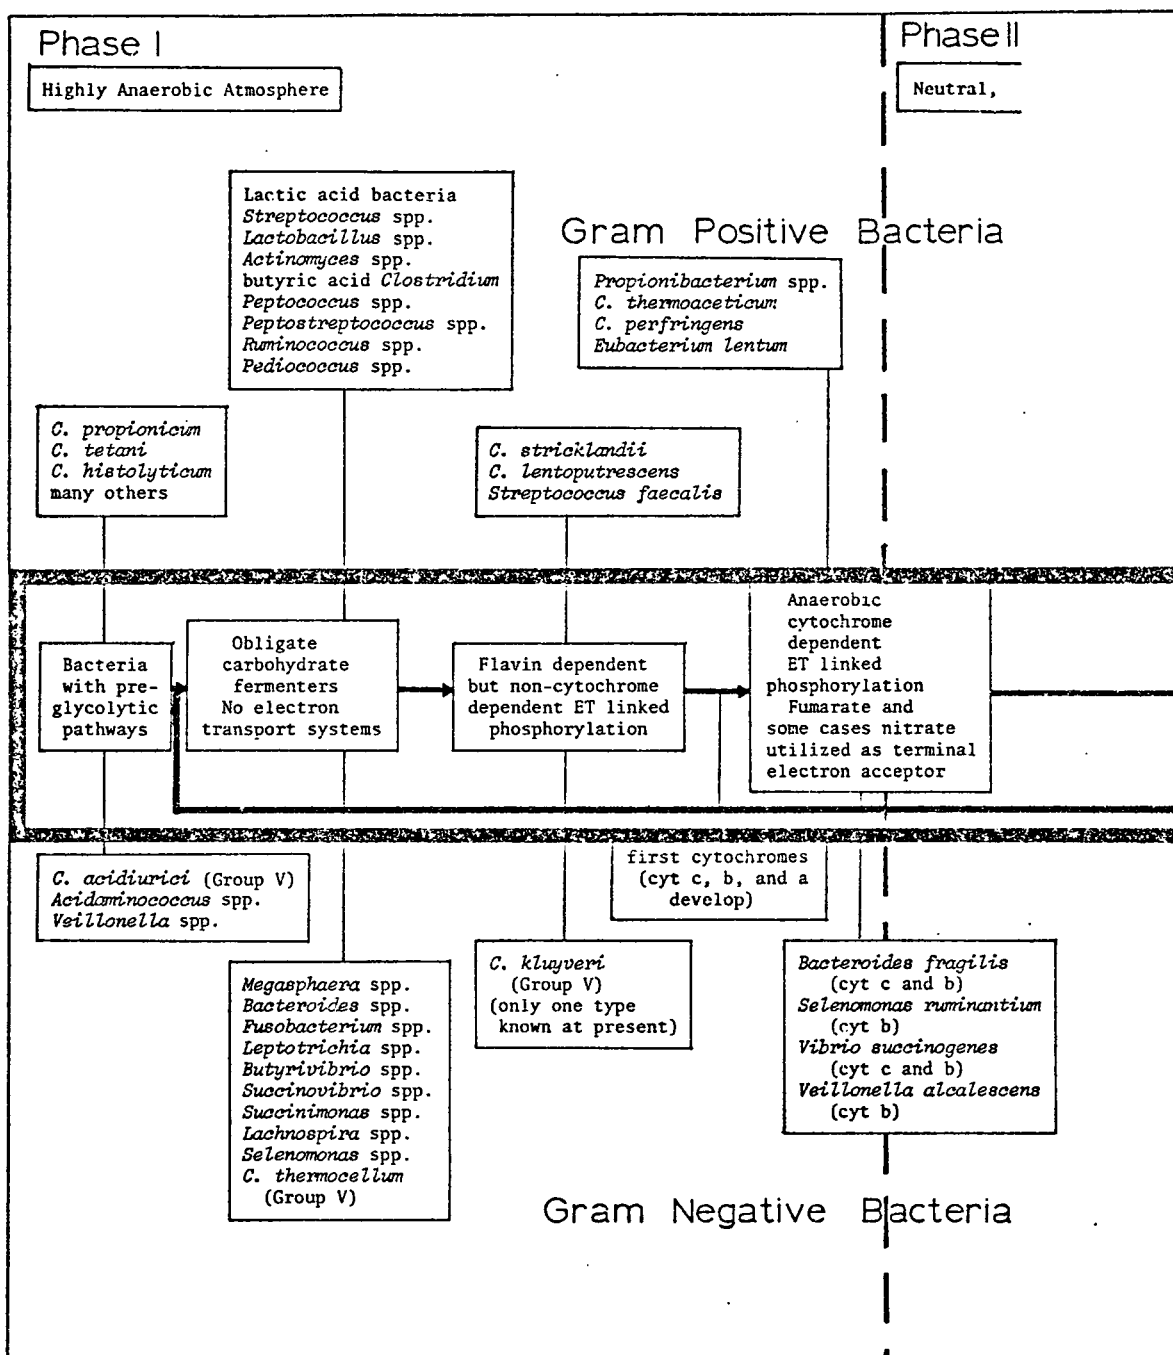 Phase I
Phase II
Highly Anaerobic Atmosphere
Neutral,
Lactic acid bacteria
Streptococcus spp.
Lactobacillus spp.
Actinomyces spp.
butyric acid Clostridium
Peptococcus spp.
Peptostreptococcus spp.
Ruminococcus spp.
Pediococcus spp.
Gram Positive Bacteria
Propionibacterium spp.
C. thermoaceticum
C. perfringens
Eubacterium lentum
C. propionicum
C. tetani
C. histolyticum
many others
C. stricklandii
C. lentoputrescens
Streptococcus faecalis
Bacteria
with pre-
glycolytic
pathways
Obligate
carbohydrate
fermenters
No electron
transport systems
Flavin dependent
but non-cytochrome
dependent ET linked
phosphorylation
Anaerobic
cytochrome
dependent
ET linked
phosphorylation
Fumarate and
some cases nitrate
utilized as terminal
electron acceptor
C. acidiurici (Group V)
Acidaminococcus spp.
Veillonella spp.
first cytochromes
(cyt c, b, and a
develop)
Megasphaera spp.
Bacteroides spp.
Fusobacterium spp.
Leptotrichia spp.
Butyrivibrio spp.
Succinovibrio spp.
Succinimonas spp.
Lachnospira spp.
Selenomonas spp.
C. thermocellum
(Group V)
C. kluyveri
(Group V)
(only one type
known at present)
Bacteroides fragilis
(cyt c and b)
Selenomonas ruminantium
(cyt b)
Vibrio succinogenes
(cyt c and b)
Veillonella alcalescens
(cyt b)
Gram Negative Bacteria